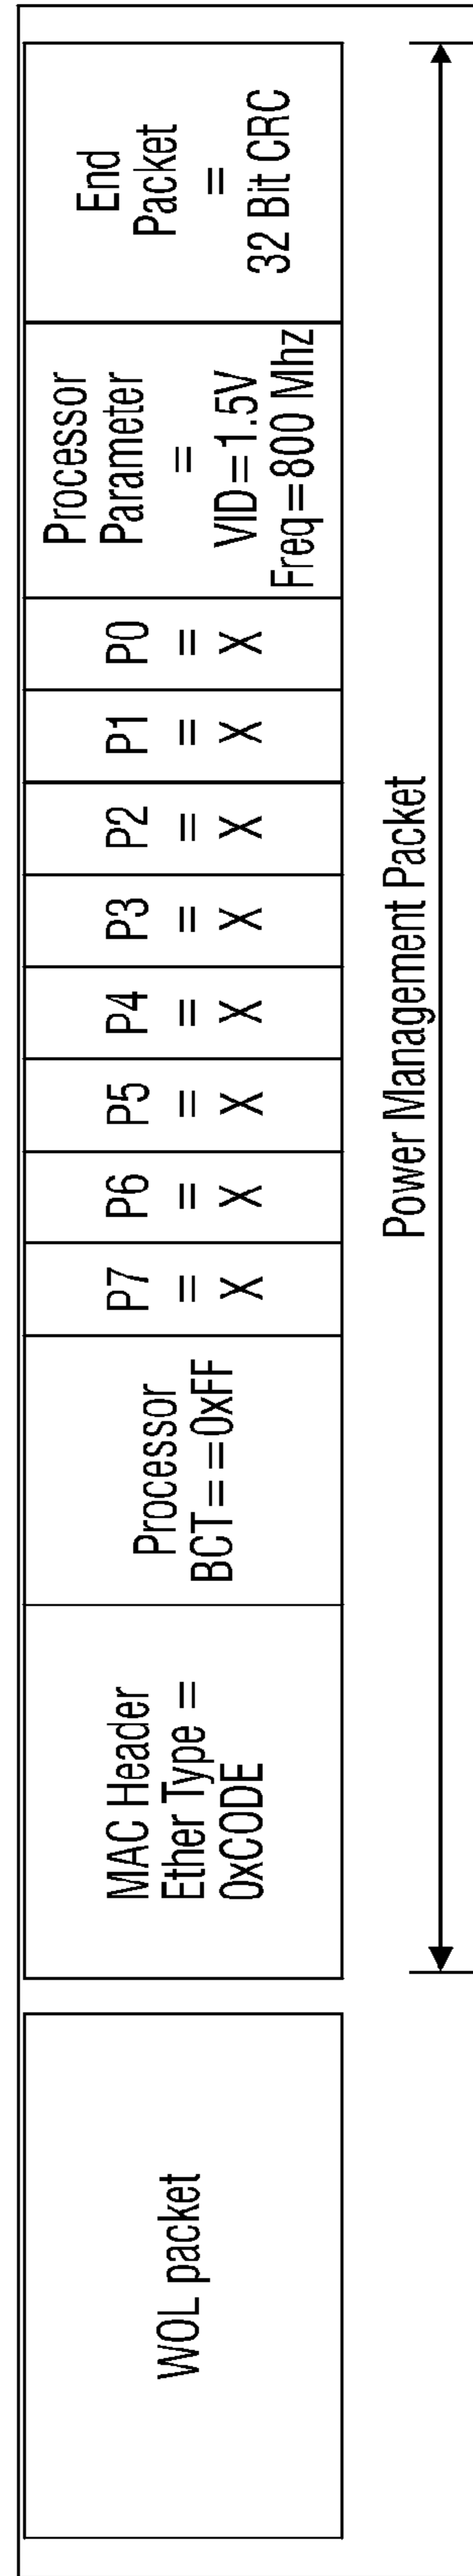 WOL packet
MAC Header
Ether Type =
0xCODE
Processor
BCT==0xFF
P7
=
X
P6
=
X
P5
=
X
P4
=
X
P3
=
X
P2
=
X
P1
=
X
P0
=
X
Processor
Parameter
=
VID=1.5V
Freq=800 Mhz
End
Packet
=
32 Bit CRC
Power Management Packet